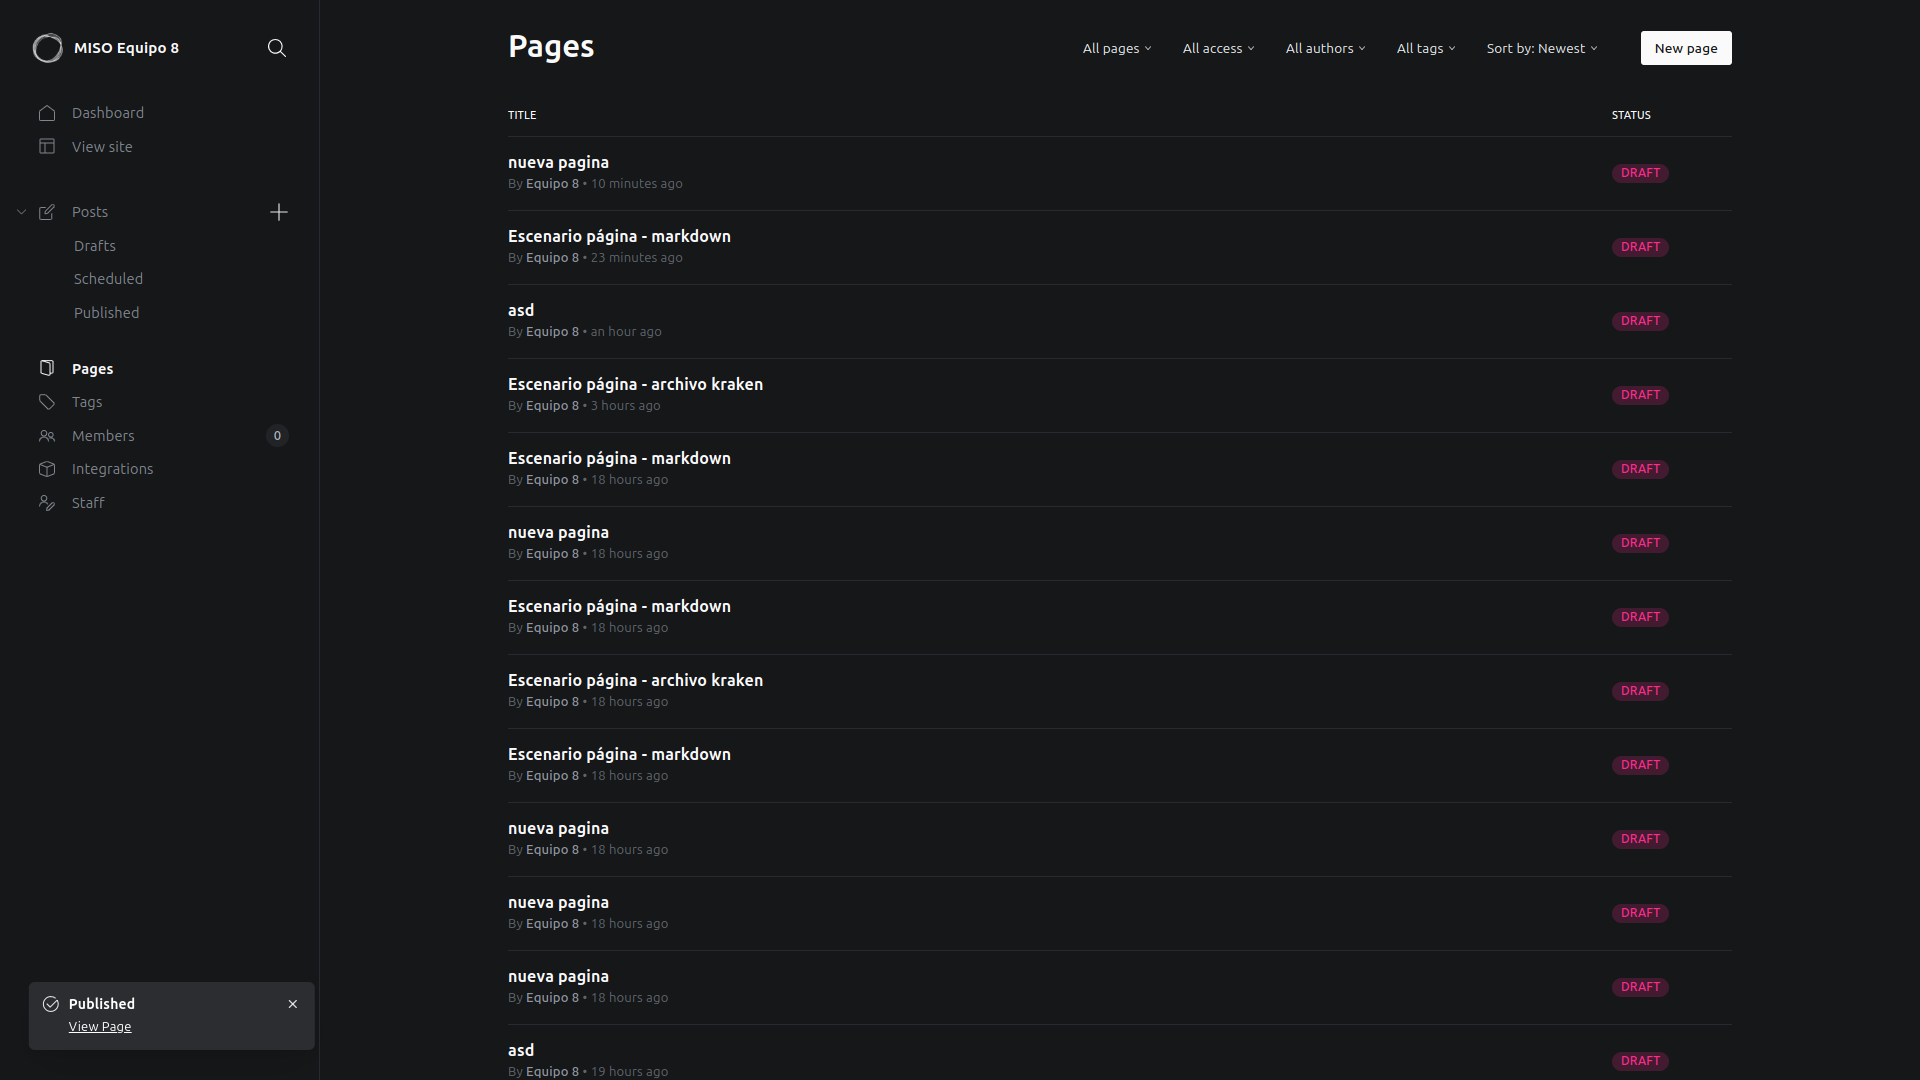 MISO Equipo 8
Dashboard
View site
Posts
Drafts
Scheduled
Published
Pages
Tags
Members 0
Integrations
Staff
Published
View Page
Pages
All pages All access All authors All tags Sort by: Newest New page
TITLE STATUS
nueva pagina
By Equipo 8 • 10 minutes ago
DRAFT
Escenario página - markdown
By Equipo 8 • 23 minutes ago
DRAFT
asd
By Equipo 8 • an hour ago
DRAFT
Escenario página - archivo kraken
By Equipo 8 • 3 hours ago
DRAFT
Escenario página - markdown
By Equipo 8 • 18 hours ago
DRAFT
nueva pagina
By Equipo 8 • 18 hours ago
DRAFT
Escenario página - markdown
By Equipo 8 • 18 hours ago
DRAFT
Escenario página - archivo kraken
By Equipo 8 • 18 hours ago
DRAFT
Escenario página - markdown
By Equipo 8 • 18 hours ago
DRAFT
nueva pagina
By Equipo 8 • 18 hours ago
DRAFT
nueva pagina
By Equipo 8 • 18 hours ago
DRAFT
nueva pagina
By Equipo 8 • 18 hours ago
DRAFT
asd
By Equipo 8 • 19 hours ago
DRAFT